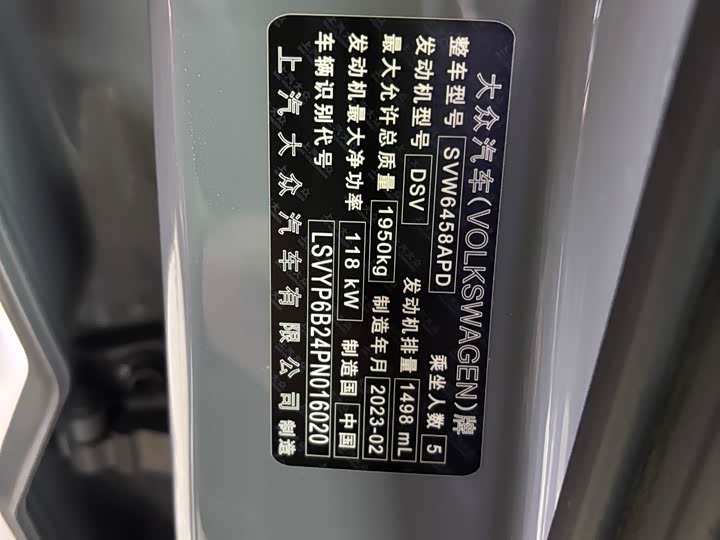 大众汽车(VOLKSWAGEN)牌
整车型号 SVW6458APD 乘坐人数 5
发动机型号 DSV 发动机排量 1498 mL
最大允许总质量 1950kg 制造年月 2023-02
发动机最大净功率 118 kW 制造国 中国
车辆识别代号 LSVYP6B24PN016020
上汽大众汽车有限公司 制造